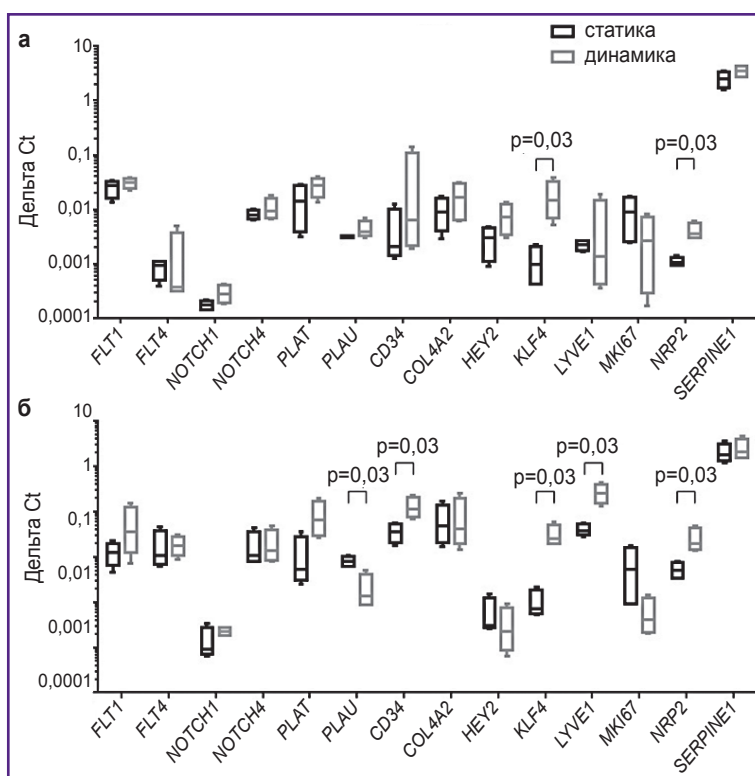 а
статика
динамика
10
1
0,1
0,01
0,001
0,0001
Дельта Ct
p=0,03
p=0,03
FLT1
FLT4
NOTCH1
NOTCH4
PLAT
PLAU
CD34
COL4A2
HEY2
KLF4
LYVE1
MKI67
NRP2
SERPINE1
б
10
1
0,1
0,01
0,001
0,0001
Дельта Ct
p=0,03
p=0,03
p=0,03
p=0,03
p=0,03
FLT1
FLT4
NOTCH1
NOTCH4
PLAT
PLAU
CD34
COL4A2
HEY2
KLF4
LYVE1
MKI67
NRP2
SERPINE1